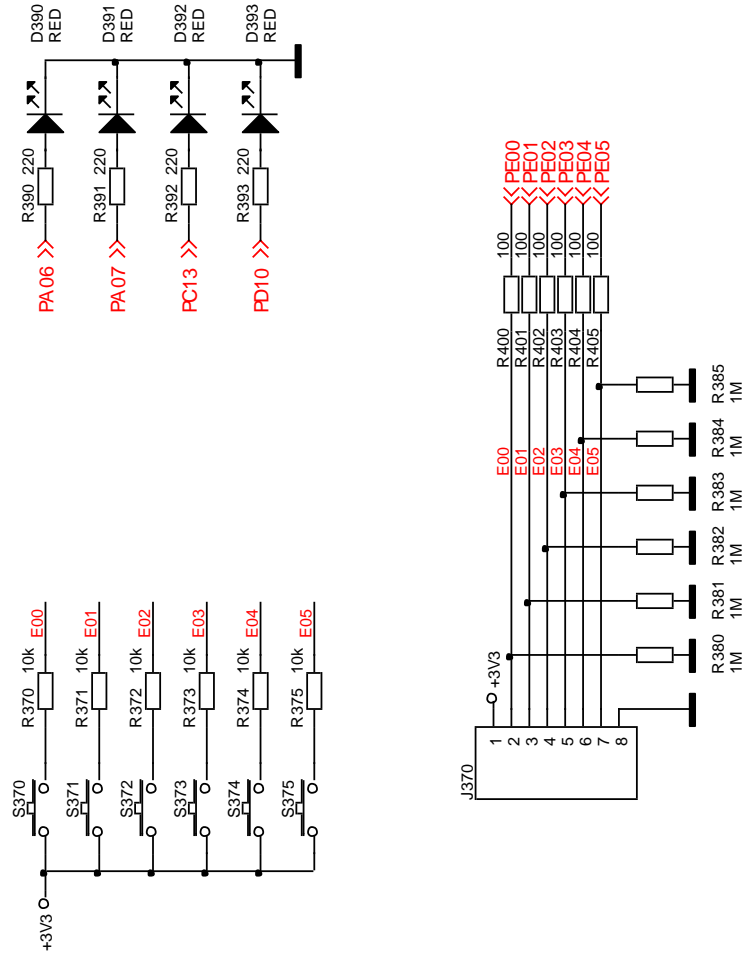 D390
RED
D391
RED
D392
RED
D393
RED
R390 220
R391 220
R392 220
R393 220
PA06
PA07
PC13
PD10
PE00
PE01
PE02
PE03
PE04
PE05
100
100
100
100
100
100
R400
R401
R402
R403
R404
R405
E00
E01
E02
E03
E04
E05
R380
1M
R381
1M
R382
1M
R383
1M
R384
1M
R385
1M
+3V3
J370
1
2
3
4
5
6
7
8
E00
E01
E02
E03
E04
E05
R370 10k
R371 10k
R372 10k
R373 10k
R374 10k
R375 10k
S370
S371
S372
S373
S374
S375
+3V3